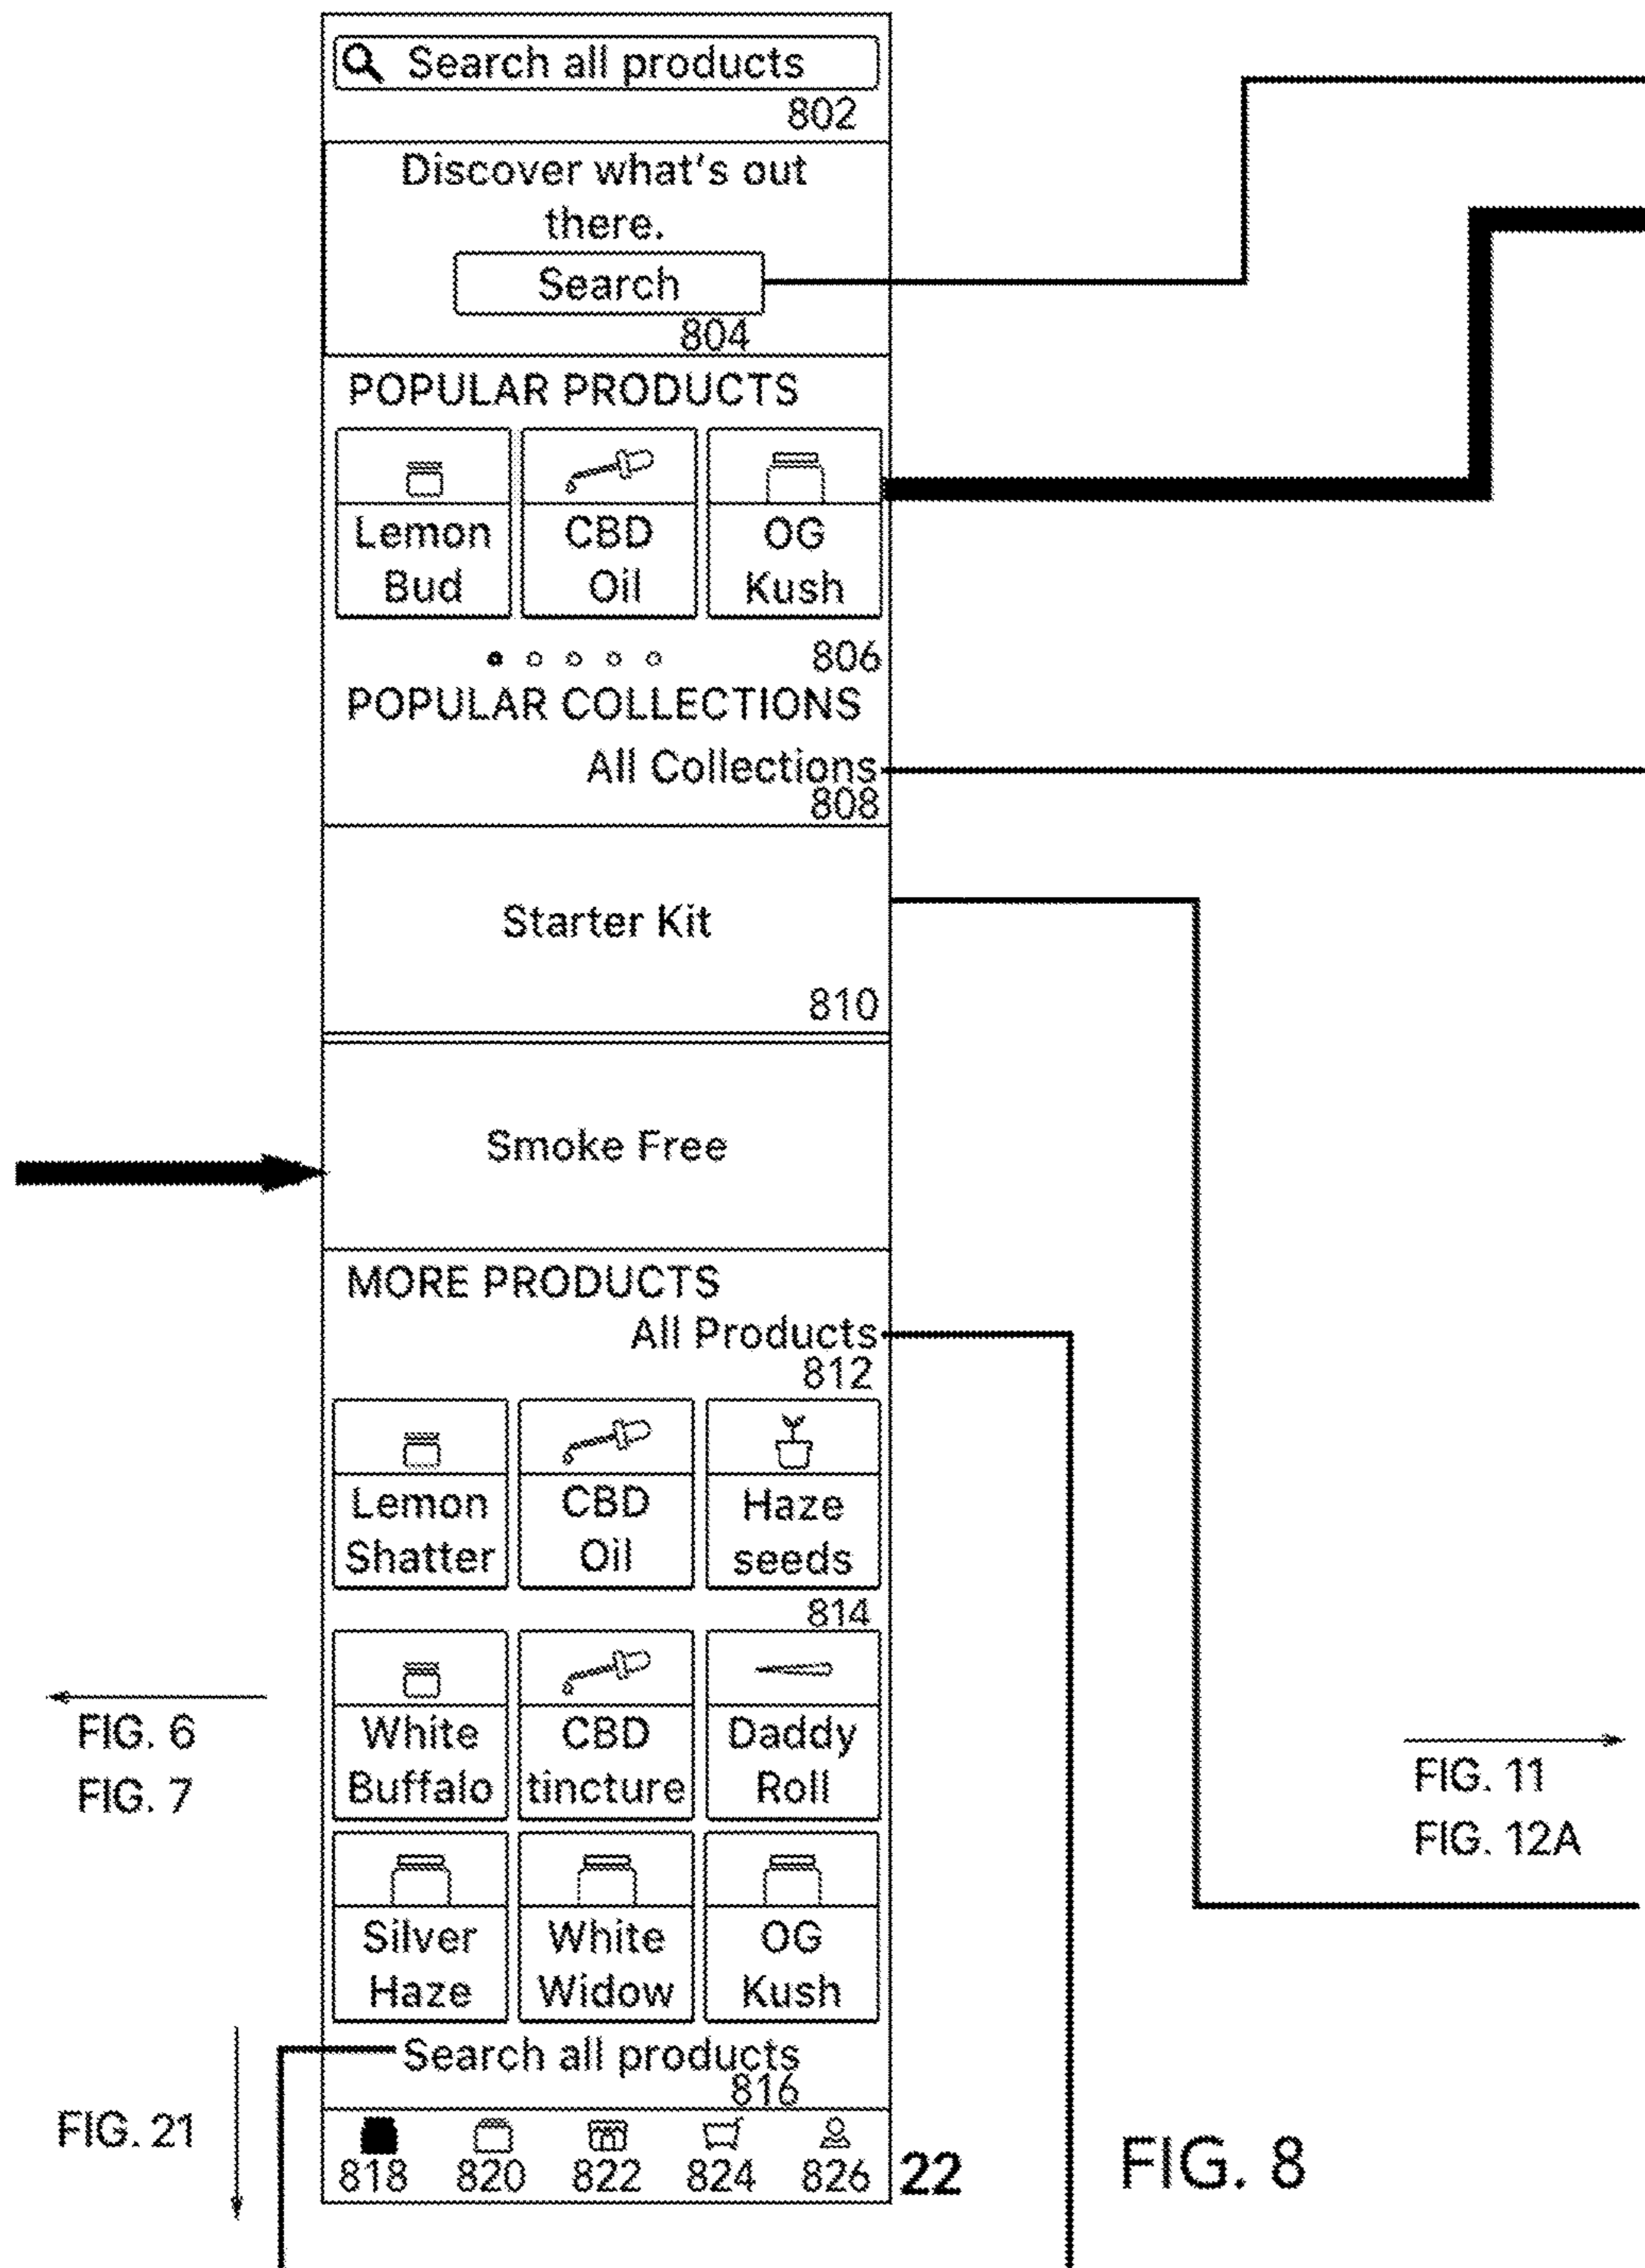 Search all products
802
Discover what's out
there.
Search
804
POPULAR PRODUCTS
Lemon Bud
CBD Oil
OG Kush
806
POPULAR COLLECTIONS
All Collections
808
Starter Kit
810
Smoke Free
MORE PRODUCTS
All Products
812
Lemon Shatter
CBD Oil
Haze seeds
814
White Buffalo
CBD tincture
Daddy Roll
Silver Haze
White Widow
OG Kush
Search all products
816
818 820 822 824 826
22
FIG. 6
FIG. 7
FIG. 11
FIG. 12A
FIG. 21
FIG. 8